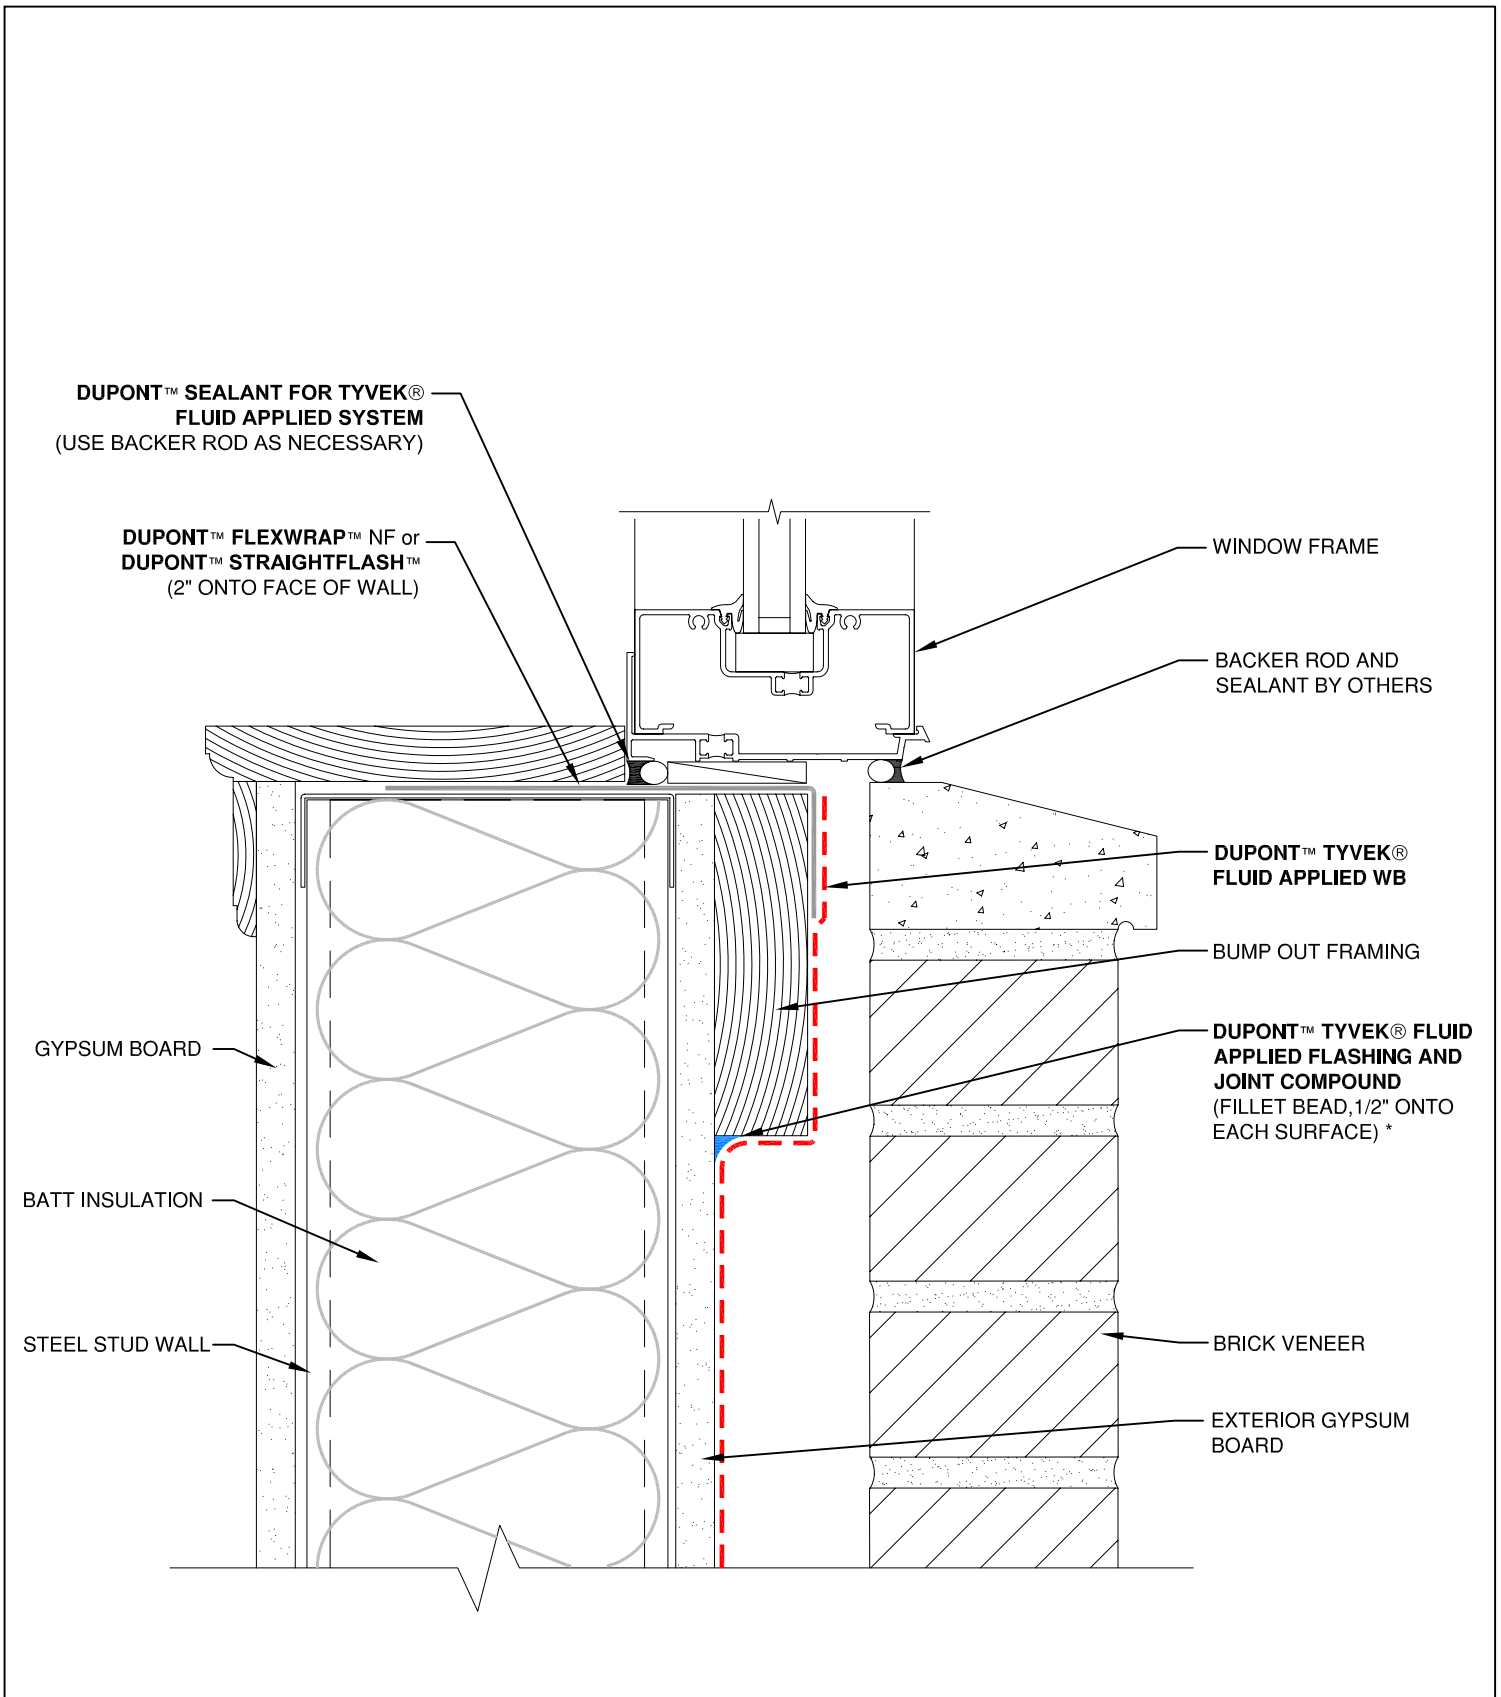 DUPONT™ SEALANT FOR TYVEK®
FLUID APPLIED SYSTEM
(USE BACKER ROD AS NECESSARY)
DUPONT™ FLEXWRAP™ NF or
DUPONT™ STRAIGHTFLASH™
(2" ONTO FACE OF WALL)
GYPSUM BOARD
BATT INSULATION
STEEL STUD WALL
WINDOW FRAME
BACKER ROD AND
SEALANT BY OTHERS
DUPONT™ TYVEK®
FLUID APPLIED WB
BUMP OUT FRAMING
DUPONT™ TYVEK® FLUID
APPLIED FLASHING AND
JOINT COMPOUND
(FILLET BEAD,1/2" ONTO
EACH SURFACE) *
BRICK VENEER
EXTERIOR GYPSUM
BOARD